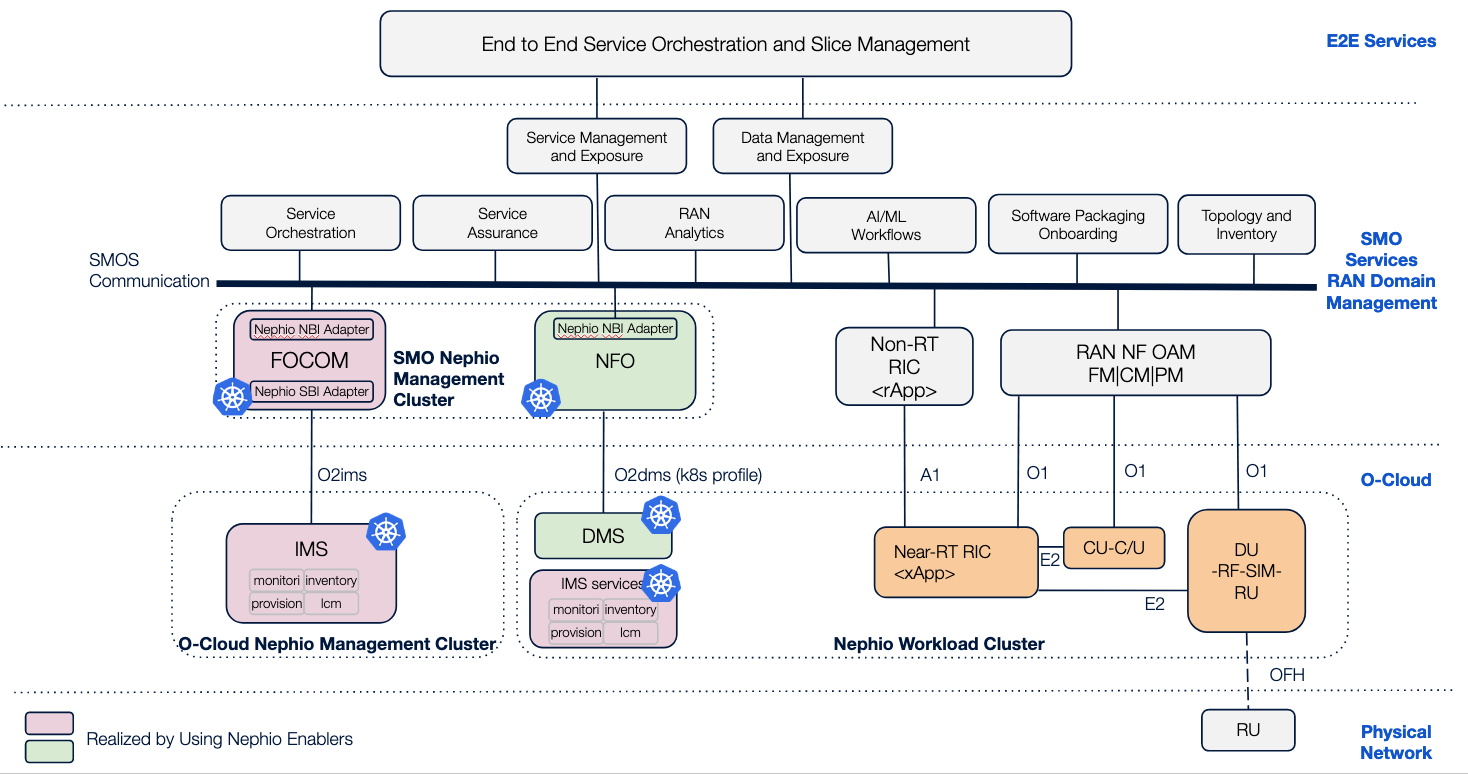 End to End Service Orchestration and Slice Management
E2E Services
Service Management
and Exposure
Data Management
and Exposure
Service
Orchestration
Service
Assurance
RAN
Analytics
AI/ML
Workflows
Software Packaging
Onboarding
Topology and
Inventory
SMOS
Communication
SMO
Services
RAN Domain
Management
Nephio NBI Adapter
FOCOM
Nephio SBI Adapter
SMO Nephio
Management
Cluster
Nephio NBI Adapter
NFO
Non-RT
RIC
<rApp>
RAN NF OAM
FM|CM|PM
O2ims
O2dms (k8s profile)
A1
O1
O1
O1
O-Cloud
IMS
monitori
inventory
provision
lcm
O-Cloud Nephio Management Cluster
DMS
IMS services
monitori
inventory
provision
lcm
Near-RT RIC
<xApp>
E2
CU-C/U
E2
DU
-RF-SIM-
RU
Nephio Workload Cluster
OFH
RU
Realized by Using Nephio Enablers
Physical
Network